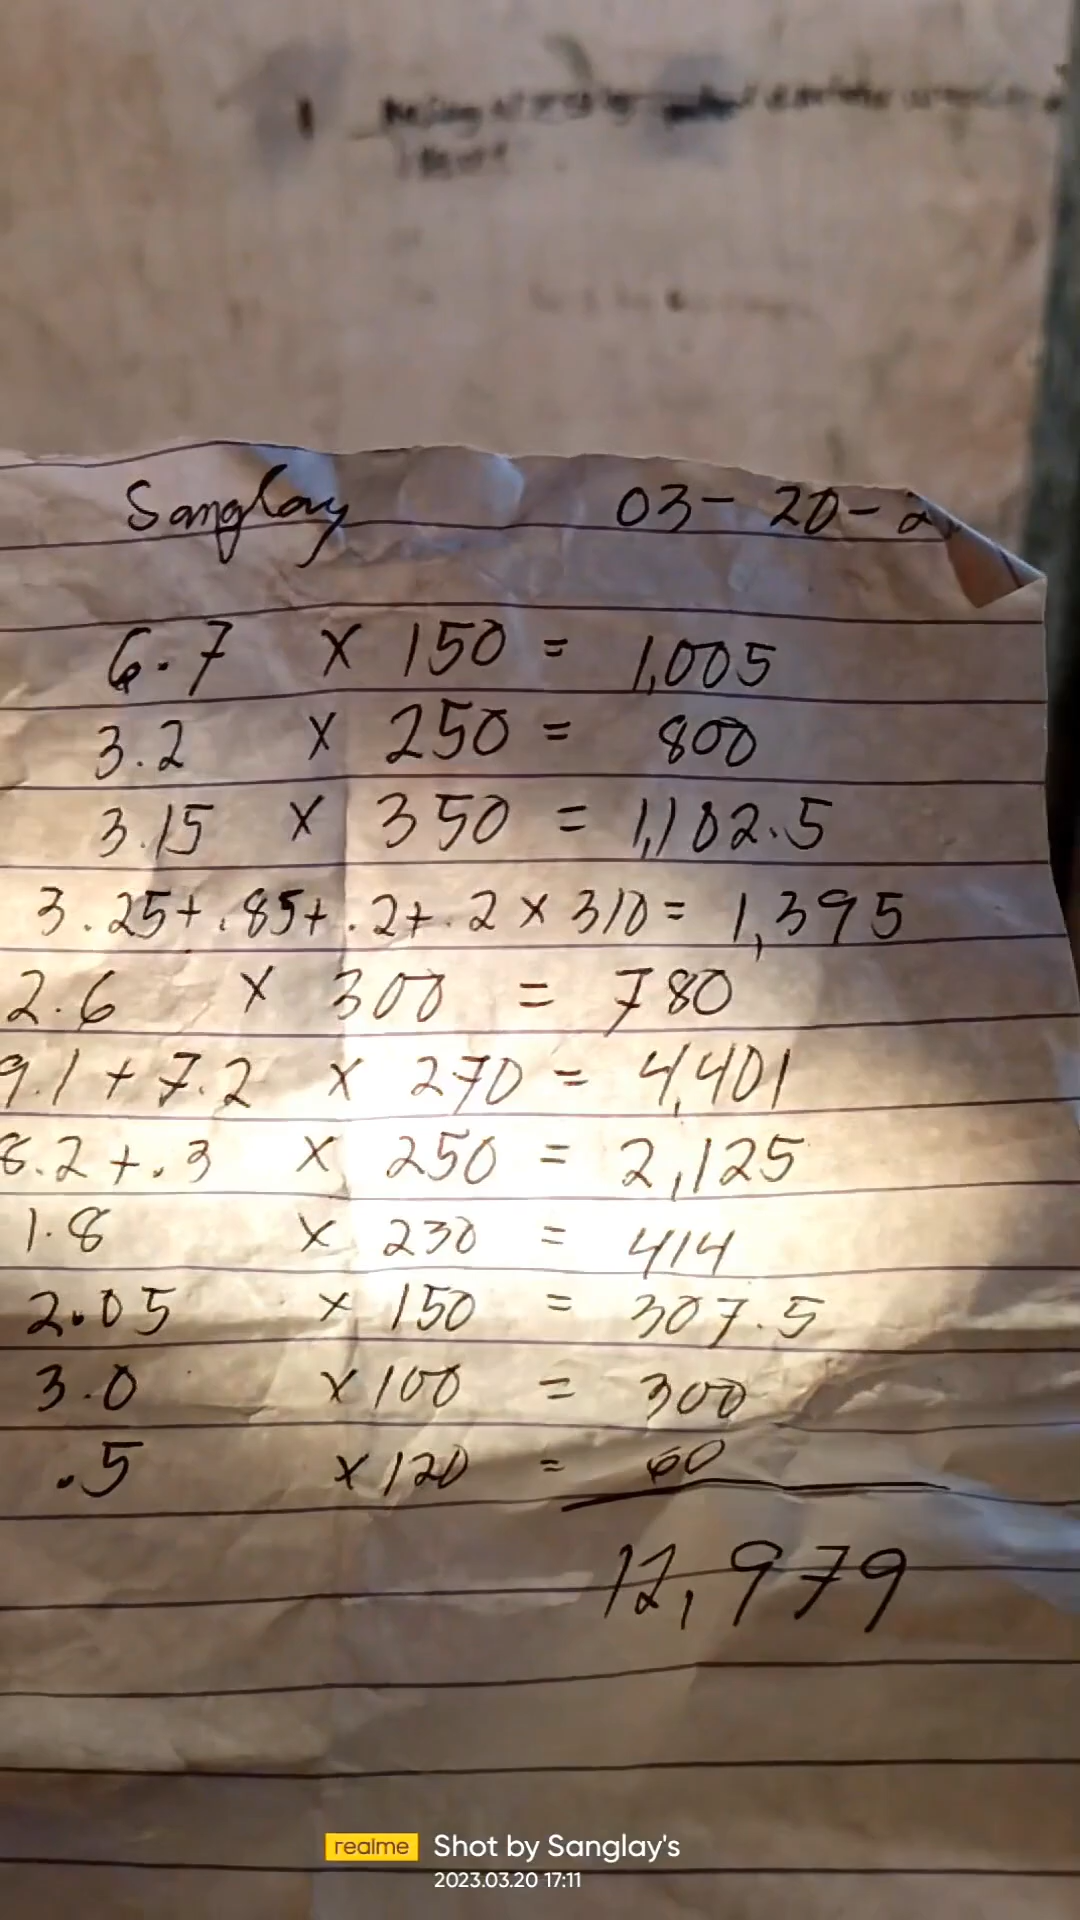 Sanglay 03-20-2
6.7 x 150 = 1,005
3.2 x 250 = 800
3.15 x 350 = 1,102.5
3.25+.85+.2+.2 x 310 = 1,395
2.6 x 300 = 780
9.1 + 7.2 x 270 = 4,401
8.2 + .3 x 250 = 2,125
1.8 x 230 = 414
2.05 x 150 = 307.5
3.0 x 100 = 300
.5 x 120 = 60
12,979
realme Shot by Sanglay's
2023.03.20 17:11